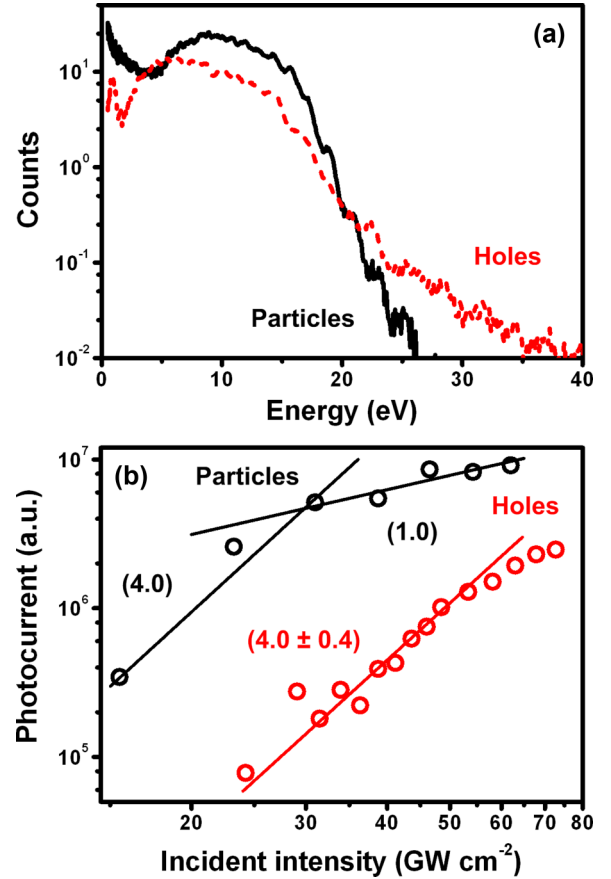 (a)
10¹
10⁰
10⁻¹
10⁻²
Counts
Particles
Holes
0 10 20 30 40
Energy (eV)
(b)
10⁷
10⁶
10⁵
Photocurrent (a.u.)
Particles
Holes
(1.0)
(4.0)
(4.0 ± 0.4)
20 30 40 50 60 70 80
Incident intensity (GW cm⁻²)